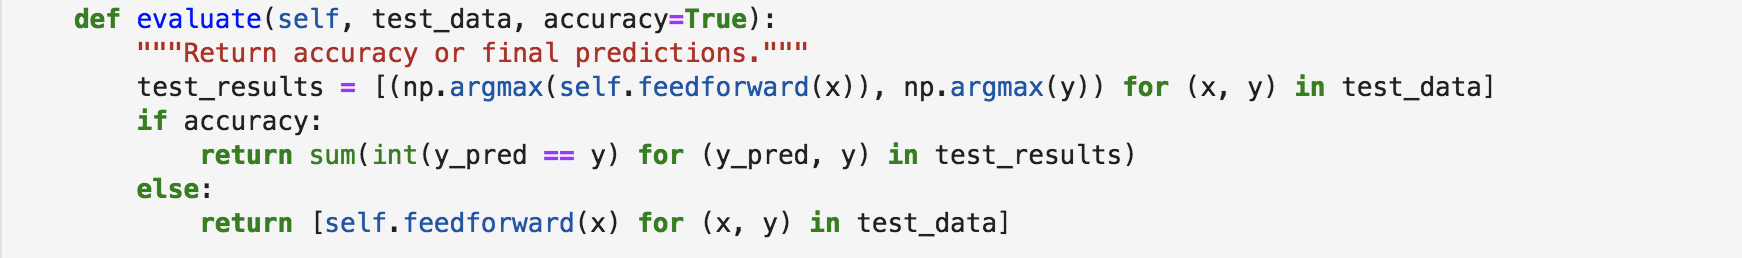 def evaluate(self, test_data, accuracy=True):
"""Return accuracy or final predictions."""
test_results = [(np.argmax(self.feedforward(x)), np.argmax(y)) for (x, y) in test_data]
if accuracy:
return sum(int(y_pred == y) for (y_pred, y) in test_results)
else:
return [self.feedforward(x) for (x, y) in test_data]